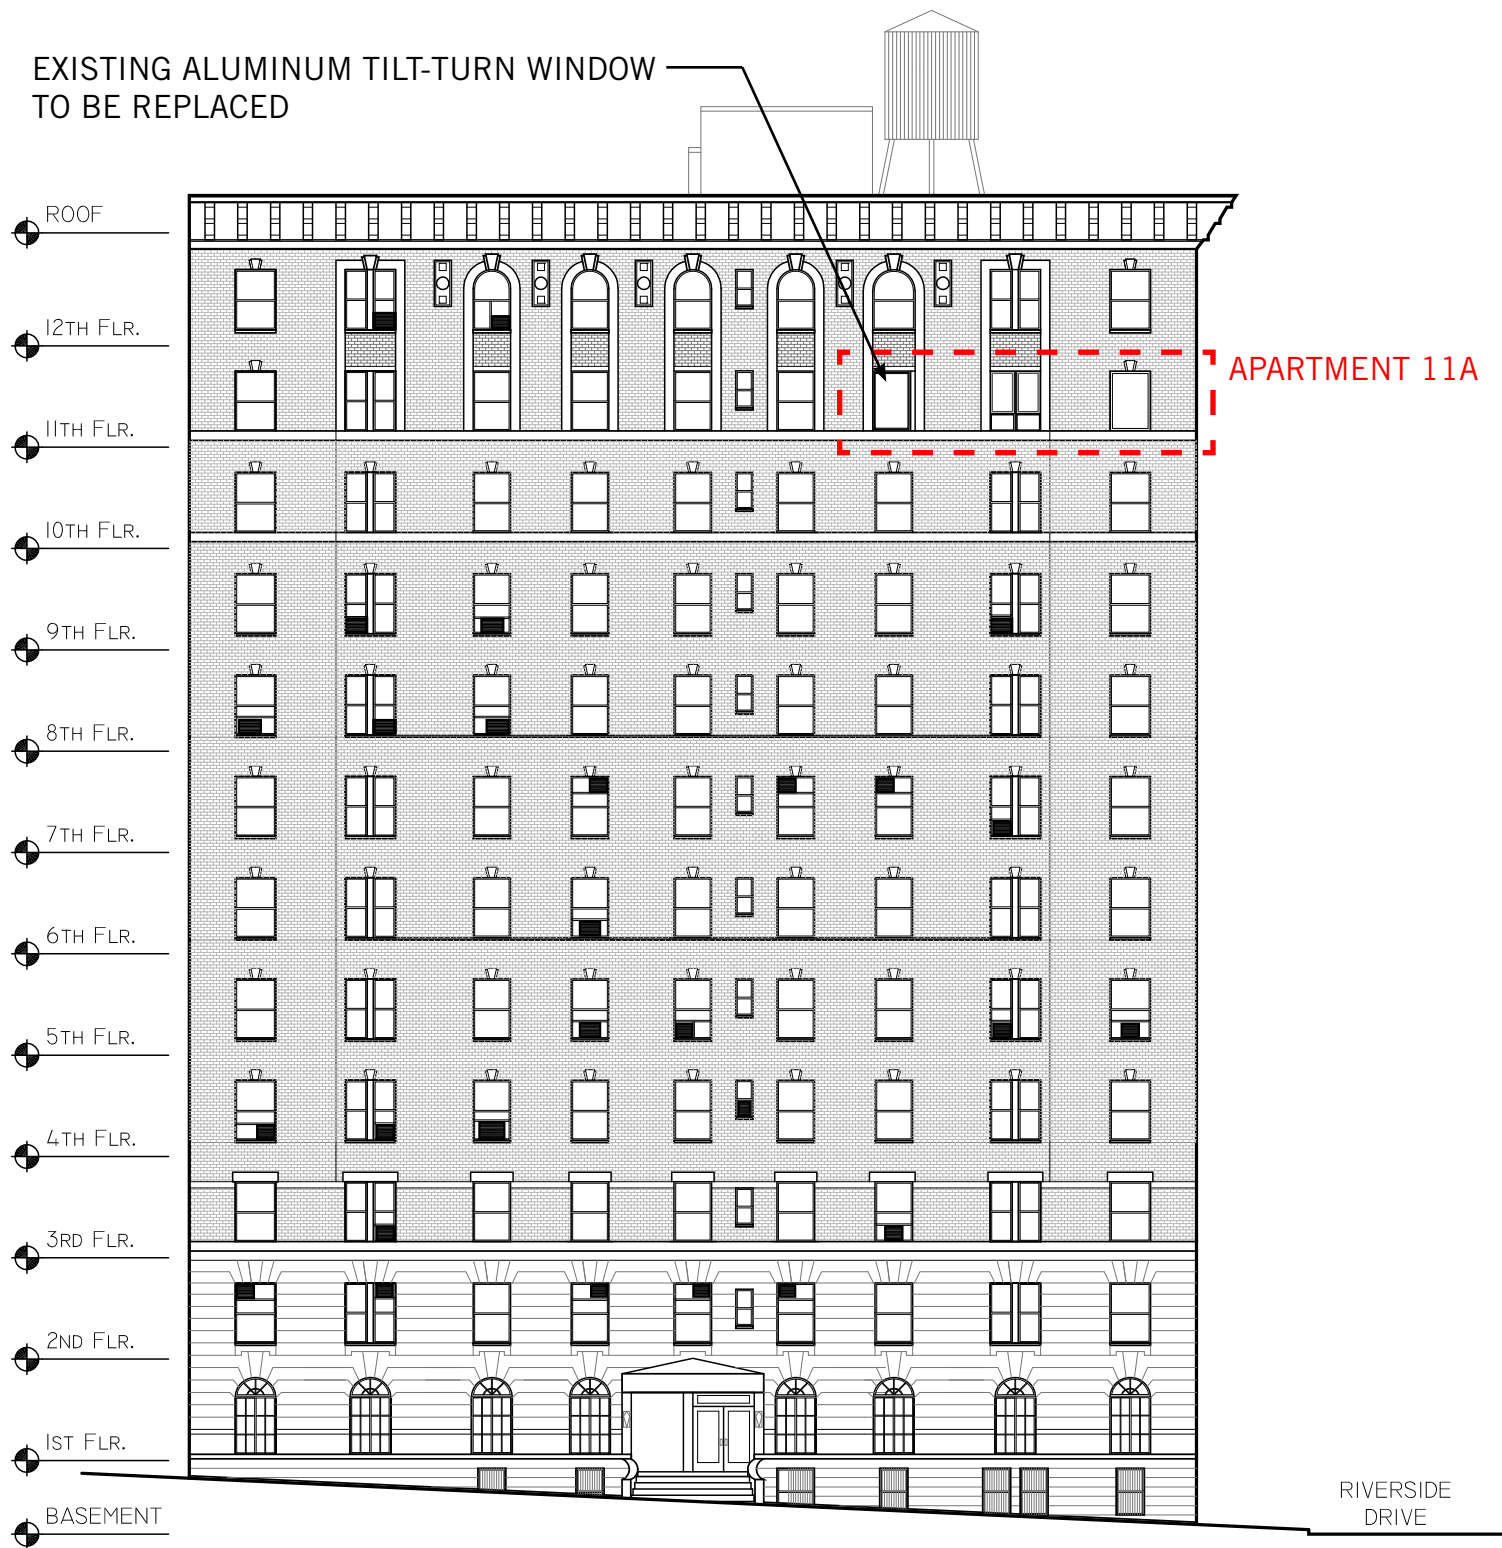 EXISTING ALUMINUM TILT-TURN WINDOW
TO BE REPLACED
ROOF
12TH FLR.
APARTMENT 11A
11TH FLR.
10TH FLR.
9TH FLR.
8TH FLR.
7TH FLR.
6TH FLR.
5TH FLR.
4TH FLR.
3RD FLR.
2ND FLR.
1ST FLR.
BASEMENT
RIVERSIDE
DRIVE